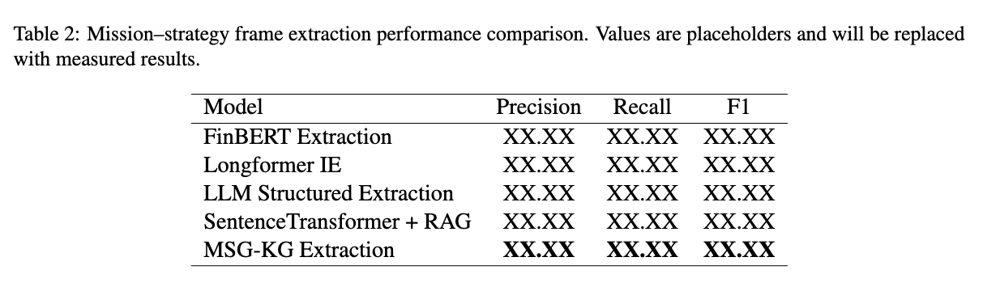 Table 2: Mission–strategy frame extraction performance comparison. Values are placeholders and will be replaced
with measured results.
Model Precision Recall F1
FinBERT Extraction XX.XX XX.XX XX.XX
Longformer IE XX.XX XX.XX XX.XX
LLM Structured Extraction XX.XX XX.XX XX.XX
SentenceTransformer + RAG XX.XX XX.XX XX.XX
MSG-KG Extraction XX.XX XX.XX XX.XX